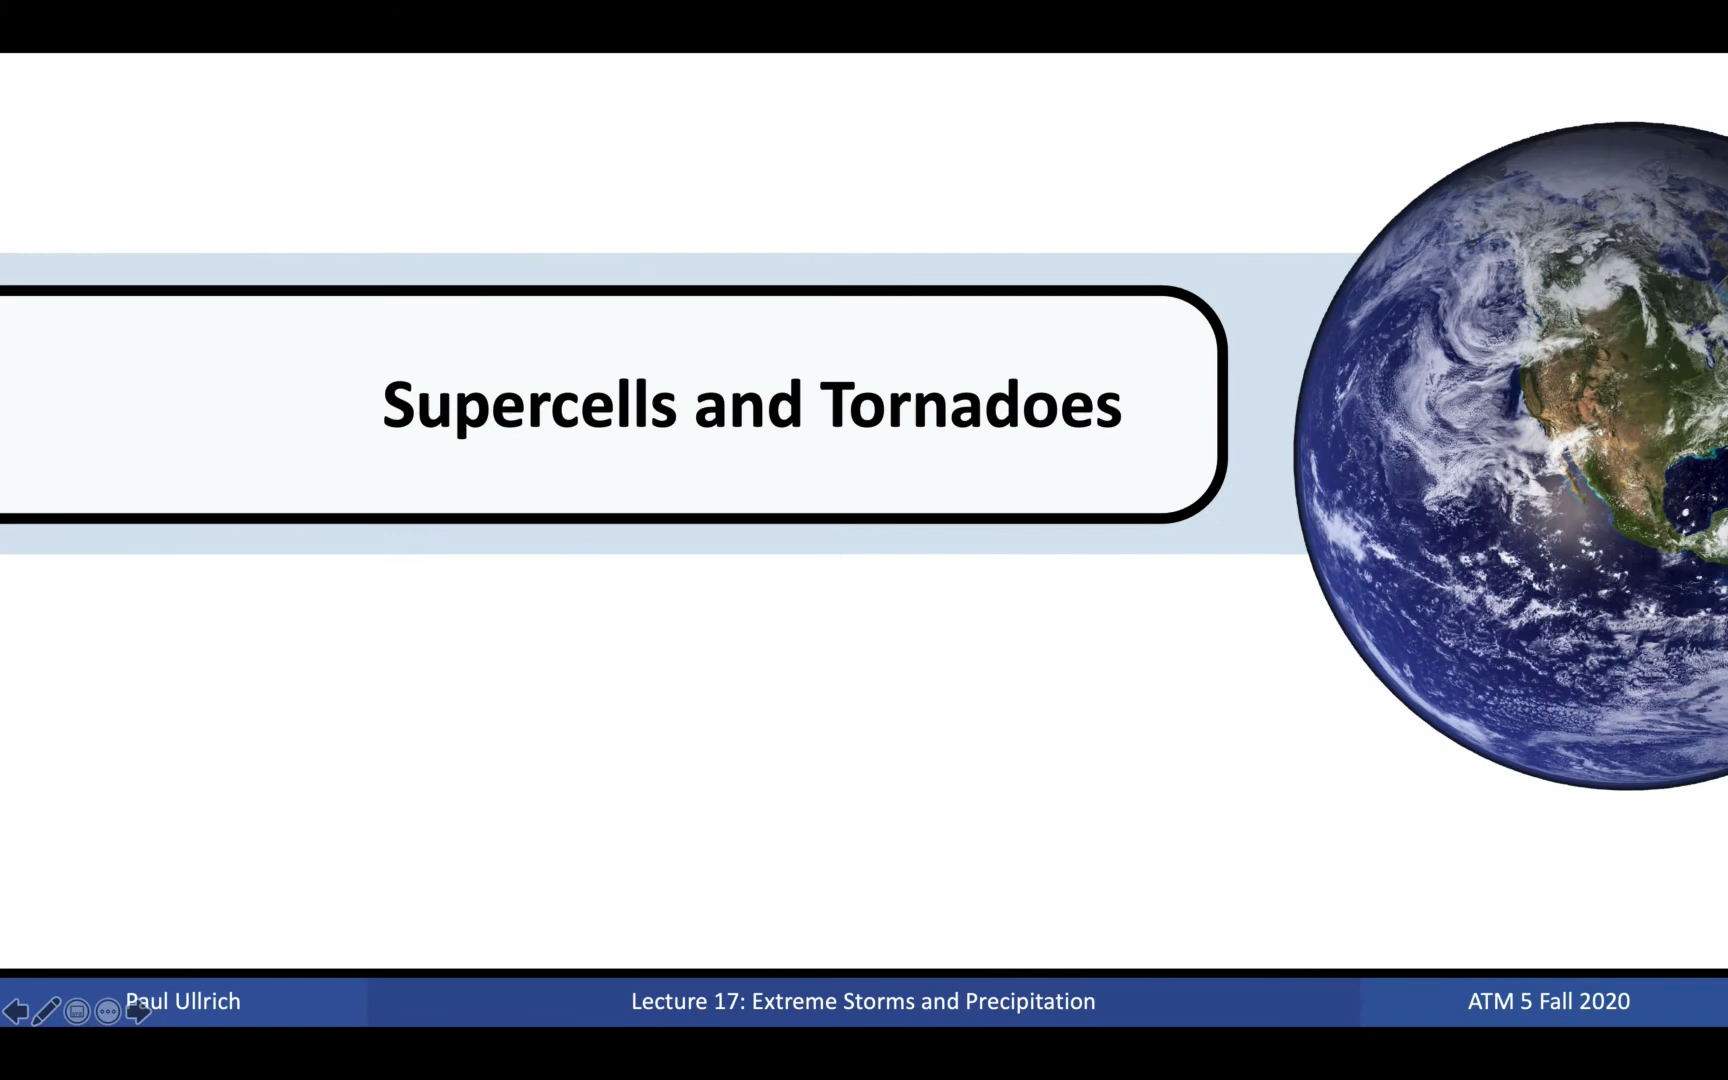 Supercells and Tornadoes
Paul Ullrich
Lecture 17: Extreme Storms and Precipitation
ATM 5 Fall 2020